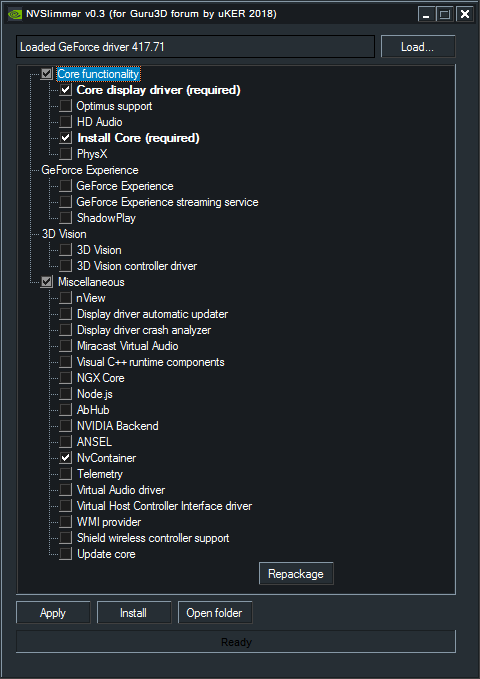 NVSlimmer v0.3 (for Guru3D forum by uKER 2018)
Loaded GeForce driver 417.71
Load...
Core functionality
Core display driver (required)
Optimus support
HD Audio
Install Core (required)
PhysX
GeForce Experience
GeForce Experience
GeForce Experience streaming service
ShadowPlay
3D Vision
3D Vision
3D Vision controller driver
Miscellaneous
nView
Display driver automatic updater
Display driver crash analyzer
Miracast Virtual Audio
Visual C++ runtime components
NGX Core
Node.js
AbHub
NVIDIA Backend
ANSEL
NvContainer
Telemetry
Virtual Audio driver
Virtual Host Controller Interface driver
WMI provider
Shield wireless controller support
Update core
Repackage
Apply
Install
Open folder
Ready